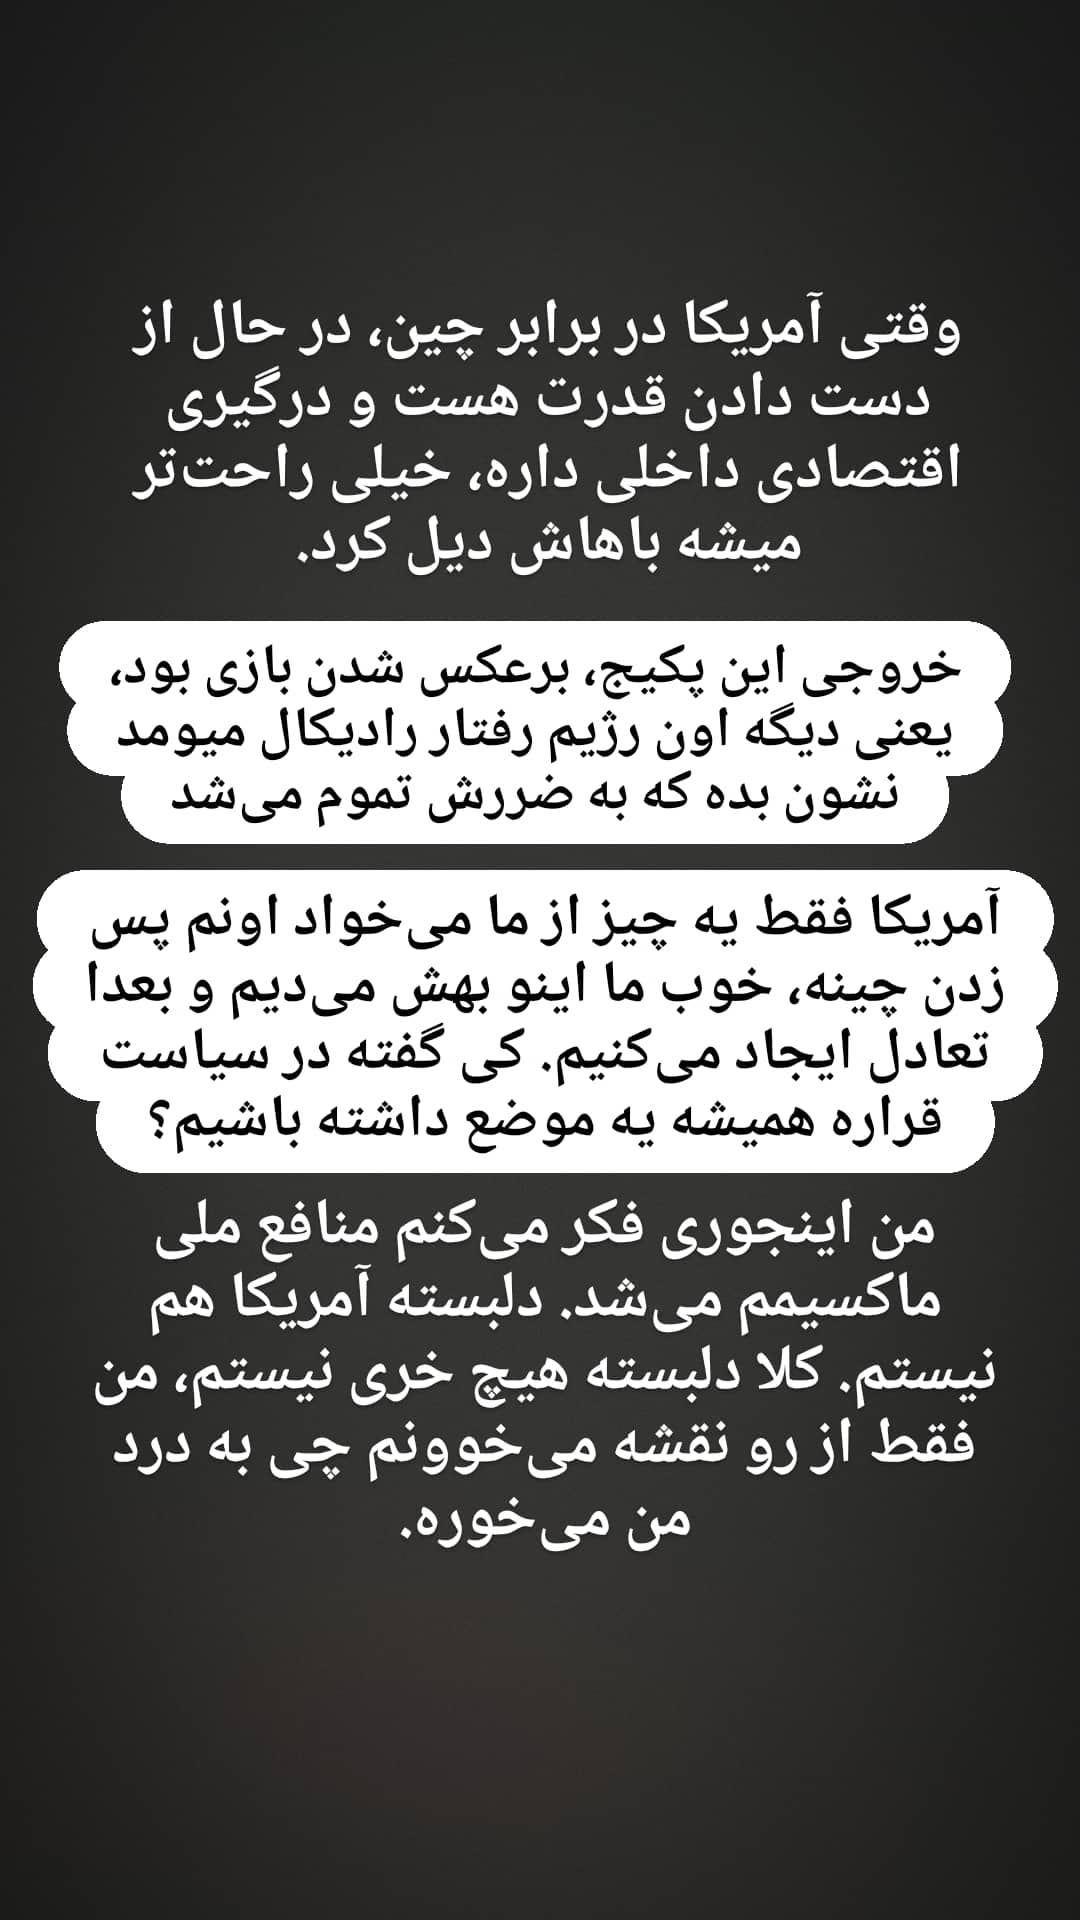 وقتی آمریکا در برابر چین، در حال از
دست دادن قدرت هست و درگیری
اقتصادی داخلی داره، خیلی راحت‌تر
میشه باهاش دیل کرد.
خروجی این پکیج، برعکس شدن بازی بود،
یعنی دیگه اون رژیم رفتار رادیکال میومد
نشون بده که به ضررش تموم می‌شد
آمریکا فقط یه چیز از ما می‌خواد اونم پس
زدن چینه، خوب ما اینو بهش می‌دیم و بعدا
تعادل ایجاد می‌کنیم. کی گفته در سیاست
قراره همیشه یه موضع داشته باشیم؟
من اینجوری فکر می‌کنم منافع ملی
ماکسیمم می‌شد. دلبسته آمریکا هم
نیستم. کلا دلبسته هیچ خری نیستم، من
فقط از رو نقشه می‌خوونم چی به درد
من می‌خوره.